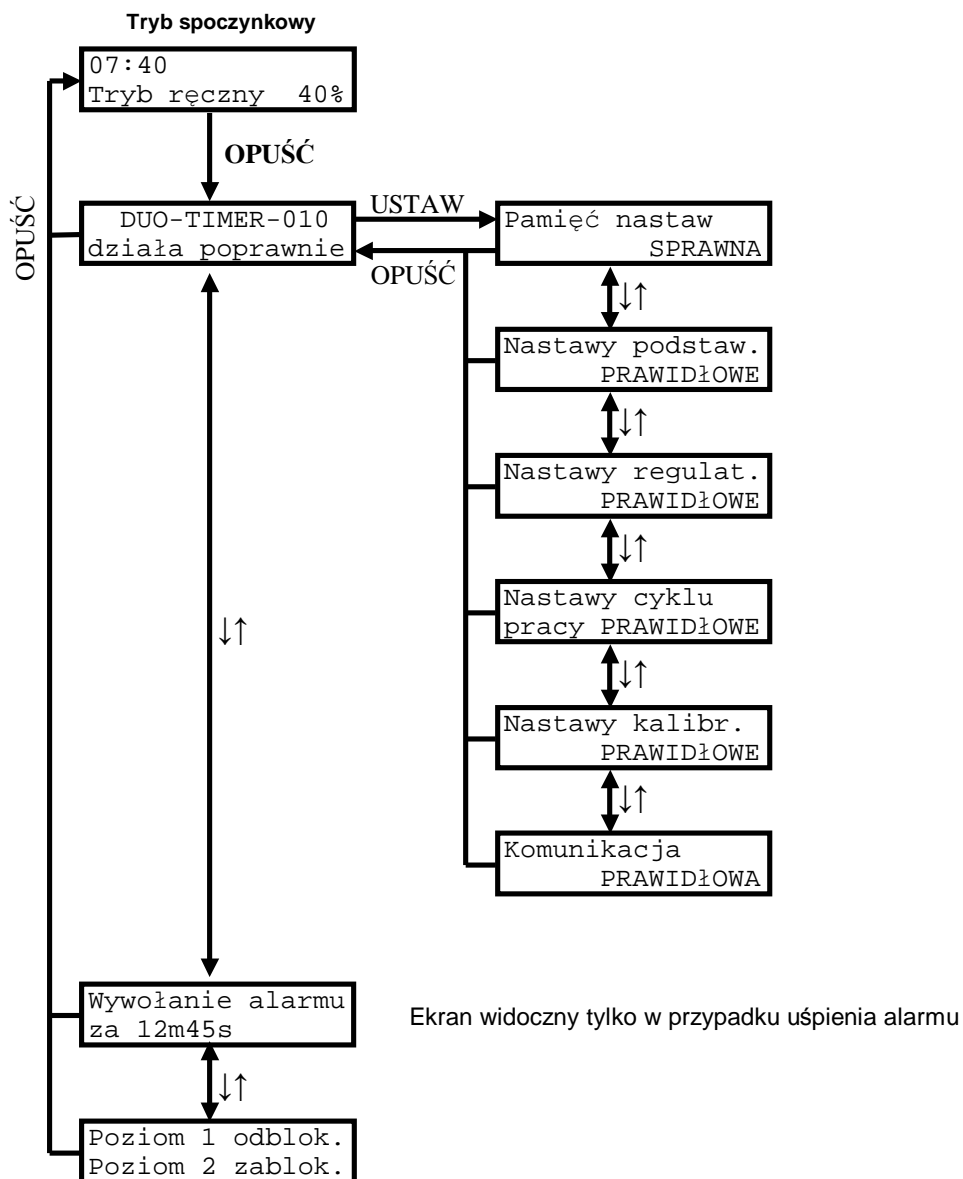 Tryb spoczynkowy
07:40
Tryb ręczny 40%
OPUŚĆ
OPUŚĆ
DUO-TIMER-010
działa poprawnie
USTAW
OPUŚĆ
Pamięć nastaw
SPRAWNA
↓↑
Nastawy podstaw.
PRAWIDŁOWE
↓↑
Nastawy regulat.
PRAWIDŁOWE
↓↑
Nastawy cyklu
pracy PRAWIDŁOWE
↓↑
↓↑
Nastawy kalibr.
PRAWIDŁOWE
↓↑
Komunikacja
PRAWIDŁOWA
Wywołanie alarmu
za 12m45s
Ekran widoczny tylko w przypadku uśpienia alarmu
↓↑
Poziom 1 odblok.
Poziom 2 zablok.